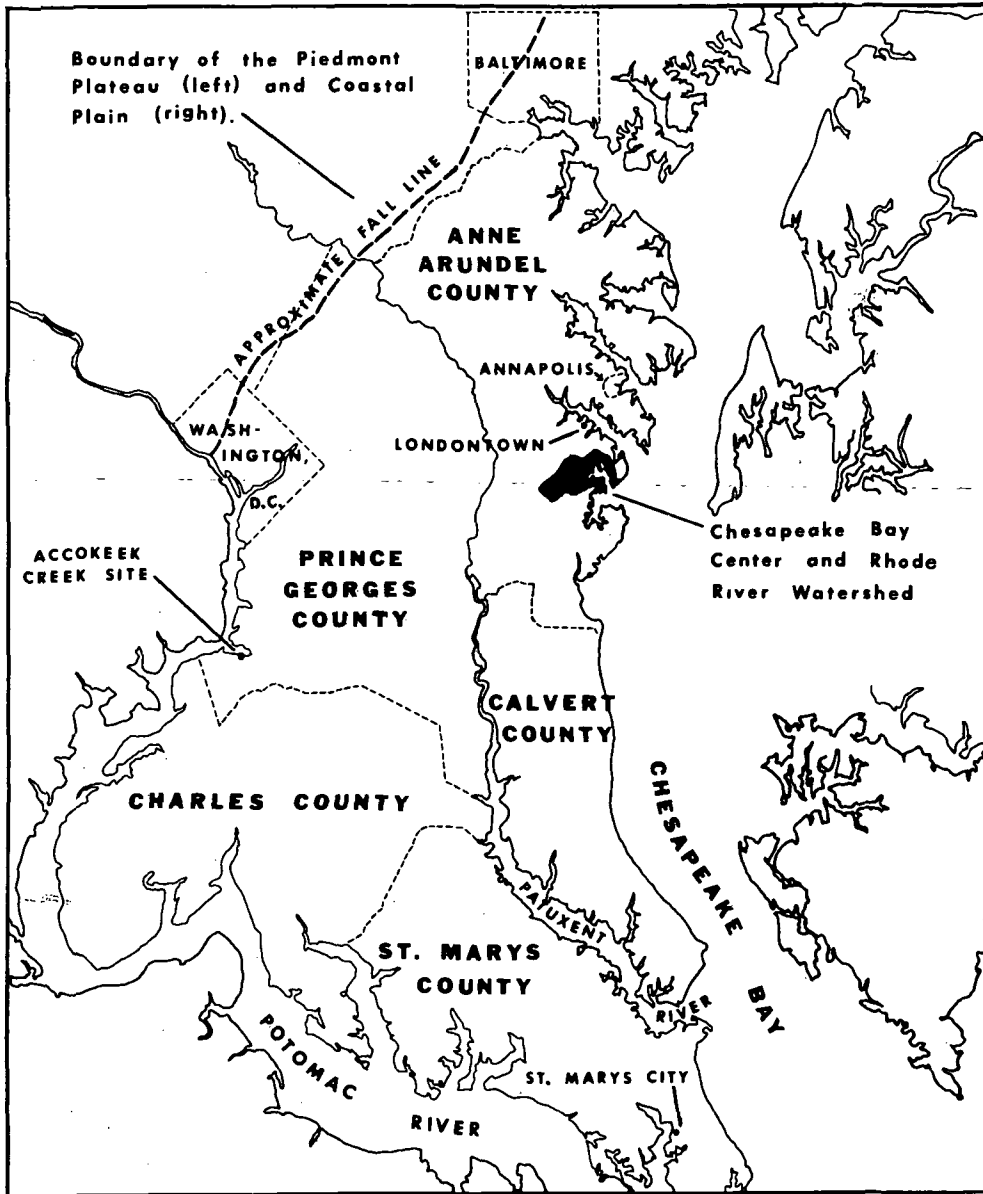 Boundary of the Piedmont
Plateau (left) and Coastal
Plain (right).
BALTIMORE
APPROXIMATE FALL LINE
ANNE
ARUNDEL
COUNTY
ANNAPOLIS
WASH-
INGTON,
D.C.
LONDONTOWN
Chesapeake Bay
Center and Rhode
River Watershed
ACCOKEEK
CREEK SITE
PRINCE
GEORGES
COUNTY
CALVERT
COUNTY
CHESAPEAKE BAY
CHARLES COUNTY
PATUXENT
RIVER
ST. MARYS
COUNTY
POTOMAC
RIVER
ST. MARYS CITY